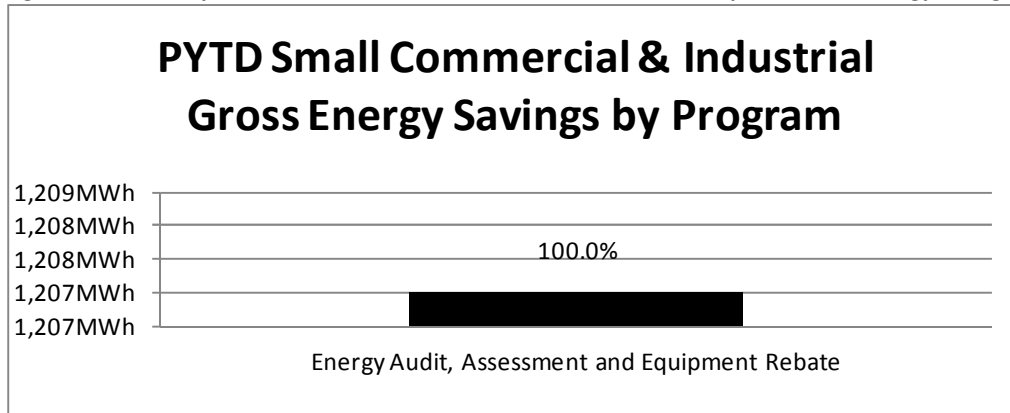 PYTD Small Commercial & Industrial
Gross Energy Savings by Program
1,209MWh
1,208MWh
1,208MWh
1,207MWh
1,207MWh
100.0%
Energy Audit, Assessment and Equipment Rebate